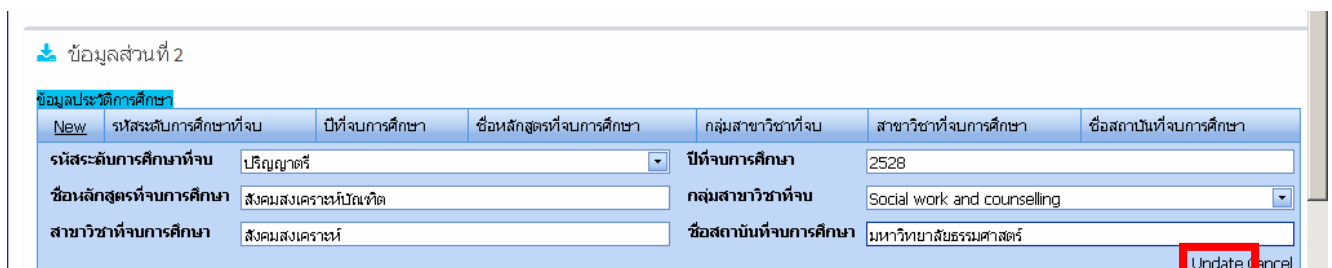 ข้อมูลส่วนที่ 2
ข้อมูลประวัติการศึกษา
New รหัสระดับการศึกษาที่จบ ปีที่จบการศึกษา ชื่อหลักสูตรที่จบการศึกษา กลุ่มสาขาวิชาที่จบ สาขาวิชาที่จบการศึกษา ชื่อสถาบันที่จบการศึกษา
รหัสระดับการศึกษาที่จบ ปริญญาตรี ปีที่จบการศึกษา 2528
ชื่อหลักสูตรที่จบการศึกษา สังคมสงเคราะห์บัณฑิต กลุ่มสาขาวิชาที่จบ Social work and counselling
สาขาวิชาที่จบการศึกษา สังคมสงเคราะห์ ชื่อสถาบันที่จบการศึกษา มหาวิทยาลัยธรรมศาสตร์
Update Cancel